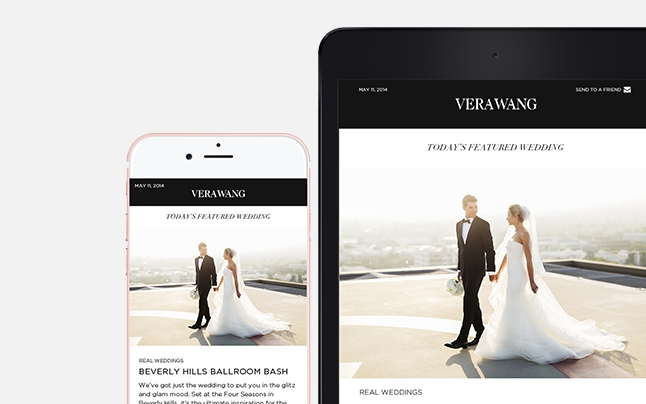 MAY 11, 2014
VERAWANG
TODAY'S FEATURED WEDDING
REAL WEDDINGS
BEVERLY HILLS BALLROOM BASH
We've got just the wedding to put you in the glitz
and glam mood. Set at the Four Seasons in
Beverly Hills, it's the ultimate inspiration for the
MAY 11, 2014
SEND TO A FRIEND
VERAWANG
TODAY'S FEATURED WEDDING
REAL WEDDINGS